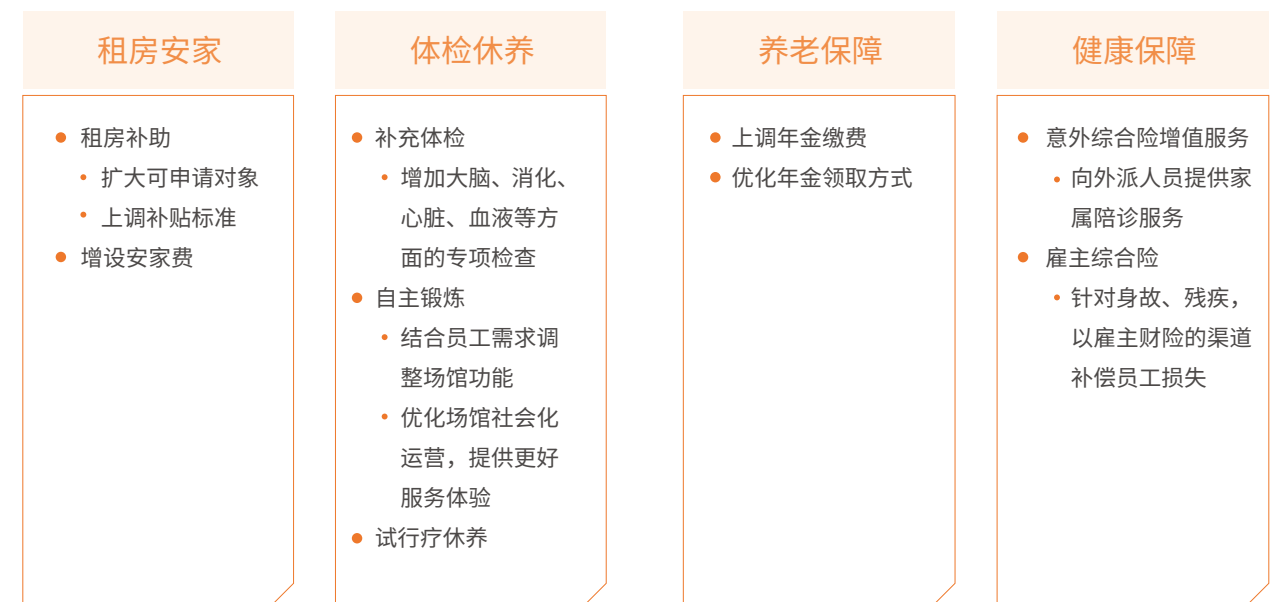 租房安家
租房补助
扩大可申请对象
上调补贴标准
增设安家费
体检休养
补充体检
增加大脑、消化、
心脏、血液等方
面的专项检查
自主锻炼
结合员工需求调
整场馆功能
优化场馆社会化
运营，提供更好
服务体验
试行疗休养
养老保障
上调年金缴费
优化年金领取方式
健康保障
意外综合险增值服务
向外派人员提供家
属陪诊服务
雇主综合险
针对身故、残疾，
以雇主财险的渠道
补偿员工损失